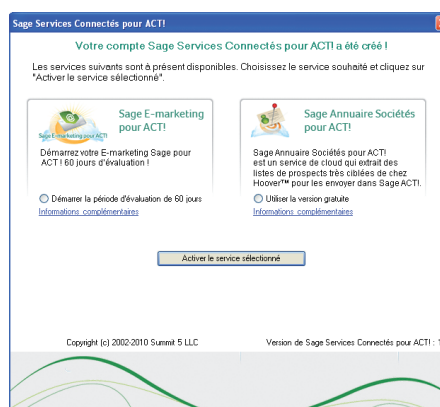 Sage Services Connectés pour ACT!
Votre compte Sage Services Connectés pour ACT! a été créé !
Les services suivants sont à présent disponibles. Choisissez le service souhaité et cliquez sur
"Activer le service sélectionné".
Sage E-marketing
pour ACT!
Sage E-marketing pour ACT!
Démarrez votre E-marketing Sage pour
ACT ! 60 jours d'évaluation !
Démarrer la période d'évaluation de 60 jours
Informations complémentaires
Sage Annuaire Sociétés
pour ACT!
Sage Annuaire Sociétés pour ACT!
est un service de cloud qui extrait des
listes de prospects très ciblées de chez
Hoover™ pour les envoyer dans Sage ACT!.
Utiliser la version gratuite
Informations complémentaires
Activer le service sélectionné
Copyright (c) 2002-2010 Summit 5 LLC
Version de Sage Services Connectés pour ACT! : 1